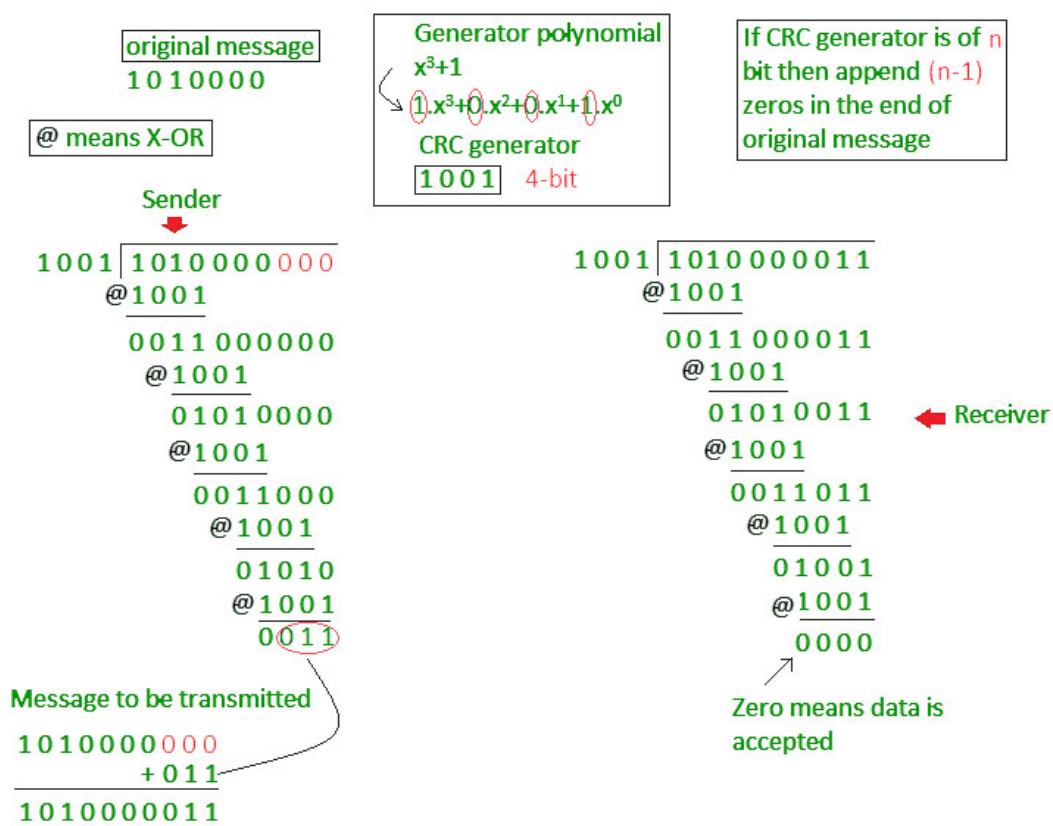 original message
1010000
@ means X-OR
Generator polynomial
x³+1
1.x³+0.x²+0.x¹+1.x⁰
CRC generator
1001 4-bit
If CRC generator is of n
bit then append (n-1)
zeros in the end of
original message
Sender
1001 1010000000
@1001
0011000000
@1001
01010000
@1001
0011000
@1001
01010
@1001
0011
Message to be transmitted
1010000000
+011
1010000011
1001 1010000011
@1001
0011000011
@1001
01010011
@1001
0011011
@1001
01001
@1001
0000
Receiver
Zero means data is
accepted